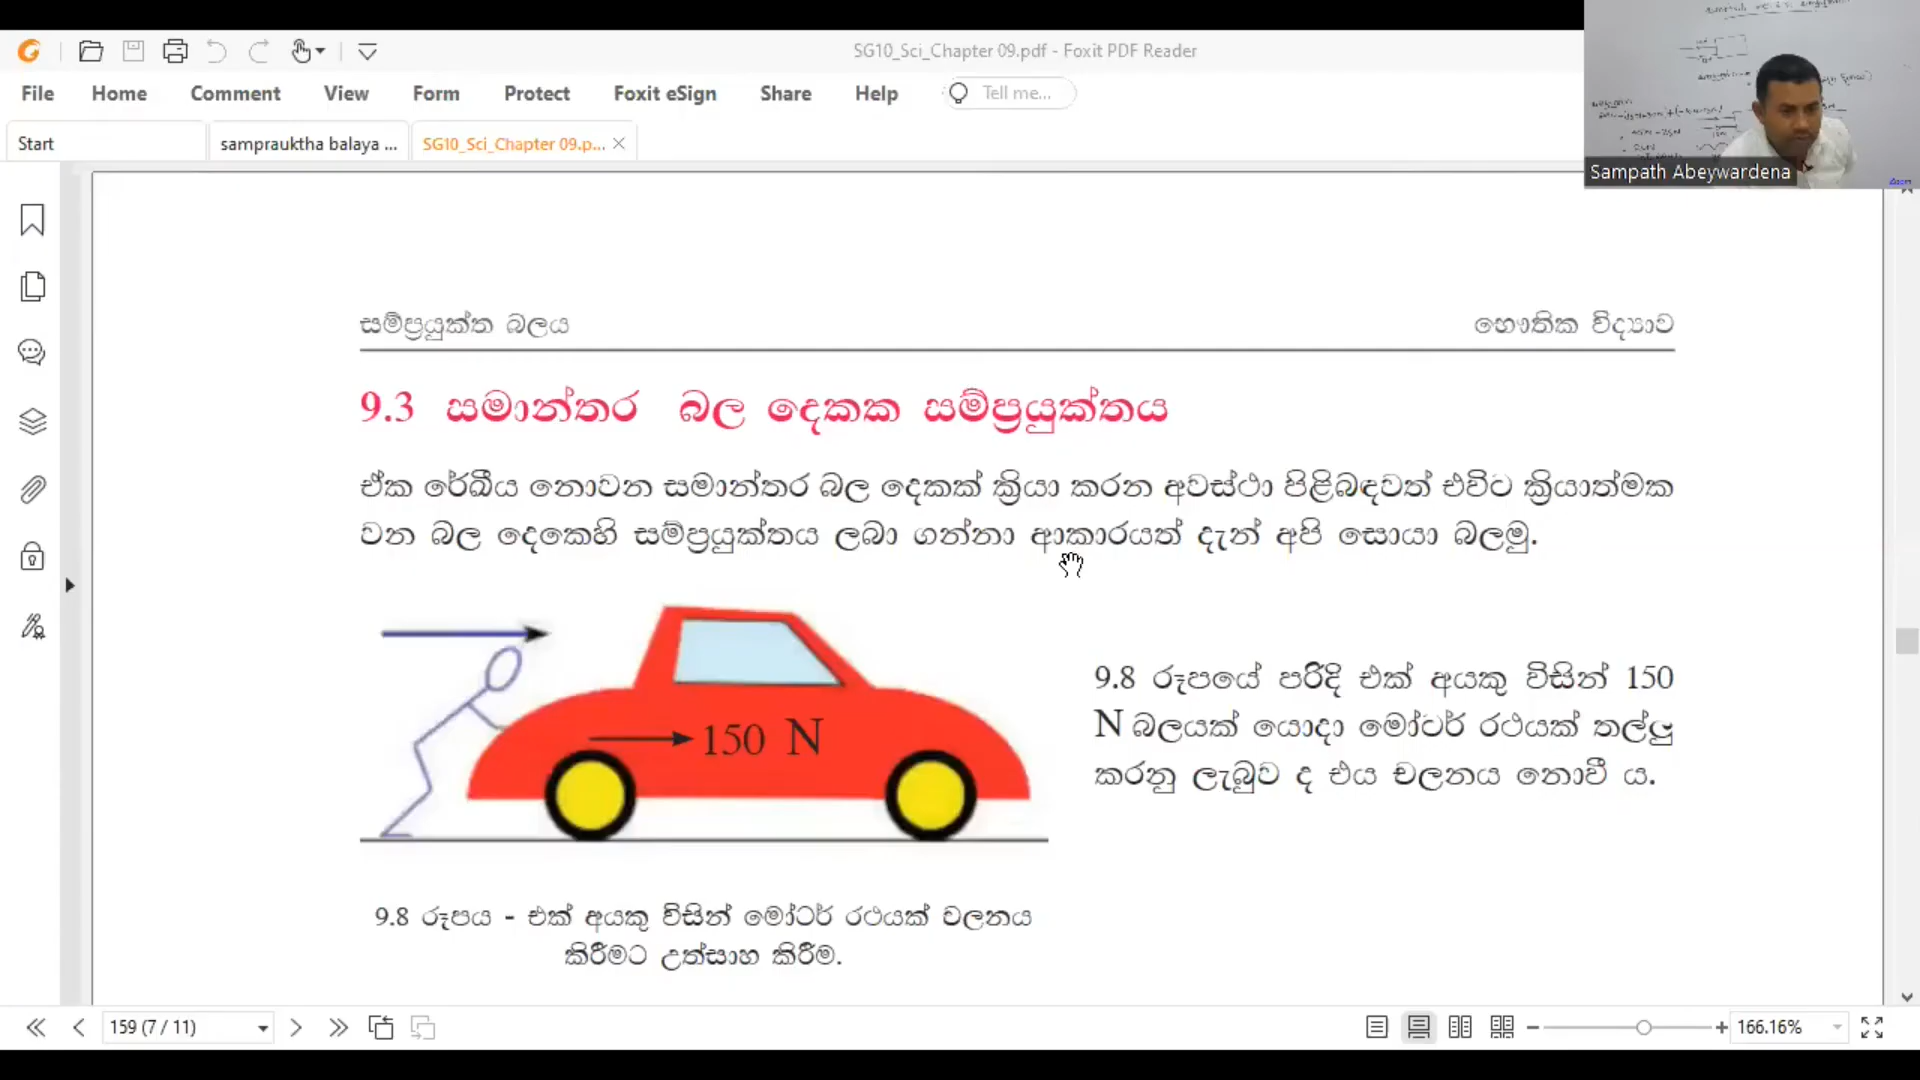 SG10_Sci_Chapter 09.pdf - Foxit PDF Reader
File Home Comment View Form Protect Foxit eSign Share Help Tell me...
Start samprauktha balaya ... SG10_Sci_Chapter 09.p...
Sampath Abeywardena
zoom
සම්ප්‍රයුක්ත බලය භෞතික විද්‍යාව
9.3 සමාන්තර බල දෙකක සම්ප්‍රයුක්තය
ඒක රේඛීය නොවන සමාන්තර බල දෙකක් ක්‍රියා කරන අවස්ථා පිළිබඳවත් එවිට ක්‍රියාත්මක
වන බල දෙකෙහි සම්ප්‍රයුක්තය ලබා ගන්නා ආකාරයත් දැන් අපි සොයා බලමු.
150 N
9.8 රූපයේ පරිදි එක් අයකු විසින් 150
N බලයක් යොදා මෝටර් රථයක් තල්ලු
කරනු ලැබුව ද එය චලනය නොවී ය.
9.8 රූපය - එක් අයකු විසින් මෝටර් රථයක් චලනය
කිරීමට උත්සාහ කිරීම.
159 (7 / 11) 166.16%